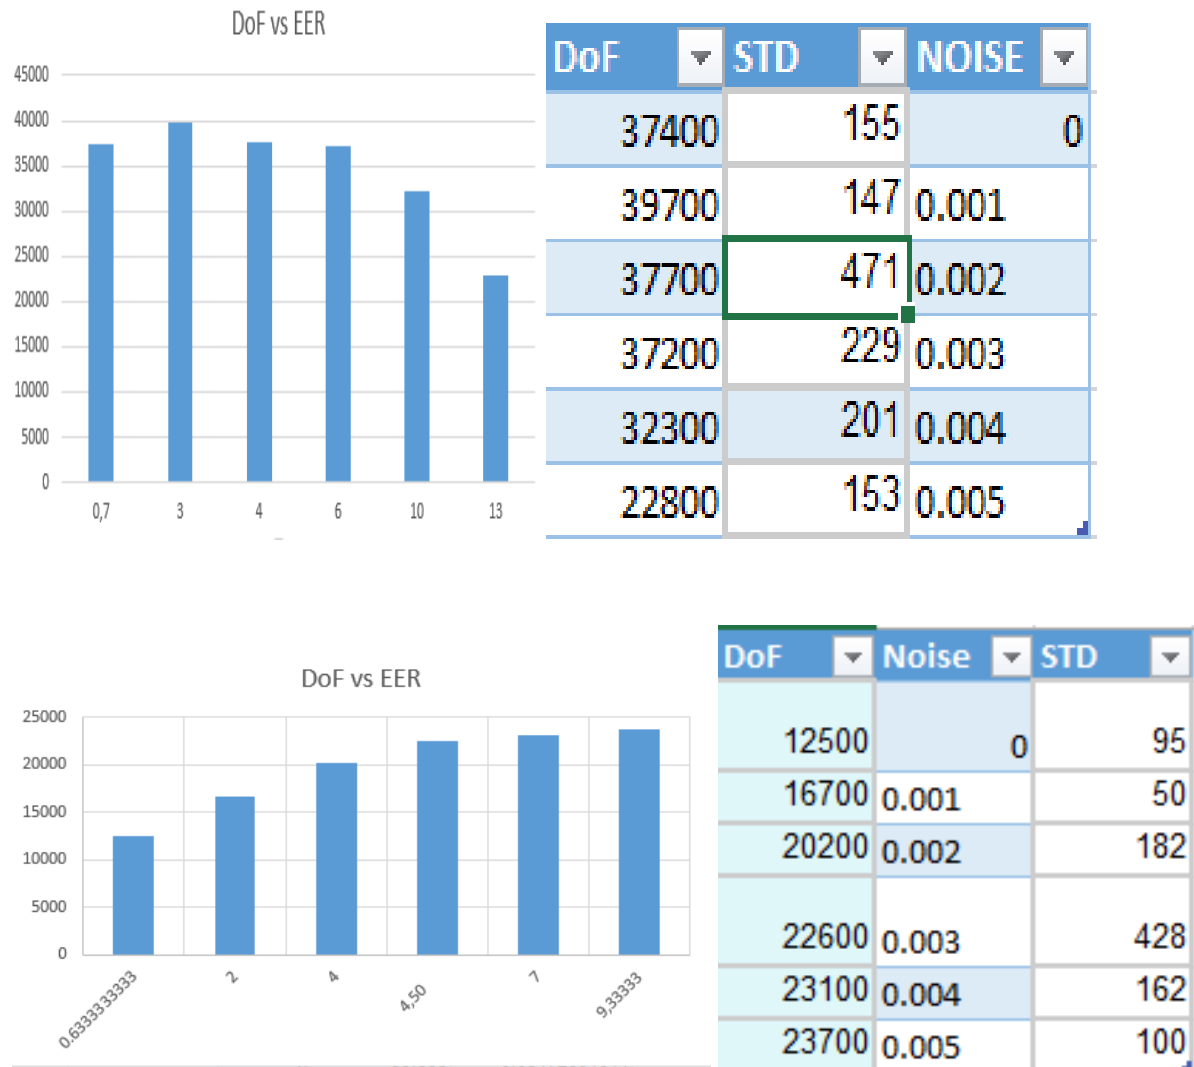 DoF vs EER
45000
40000
35000
30000
25000
20000
15000
10000
5000
0
0,7 3 4 6 10 13
DoF STD NOISE
37400 155 0
39700 147 0.001
37700 471 0.002
37200 229 0.003
32300 201 0.004
22800 153 0.005
DoF vs EER
25000
20000
15000
10000
5000
0
0.6333333333 2 4 4,50 7 9,33333
DoF Noise STD
12500 0 95
16700 0.001 50
20200 0.002 182
22600 0.003 428
23100 0.004 162
23700 0.005 100